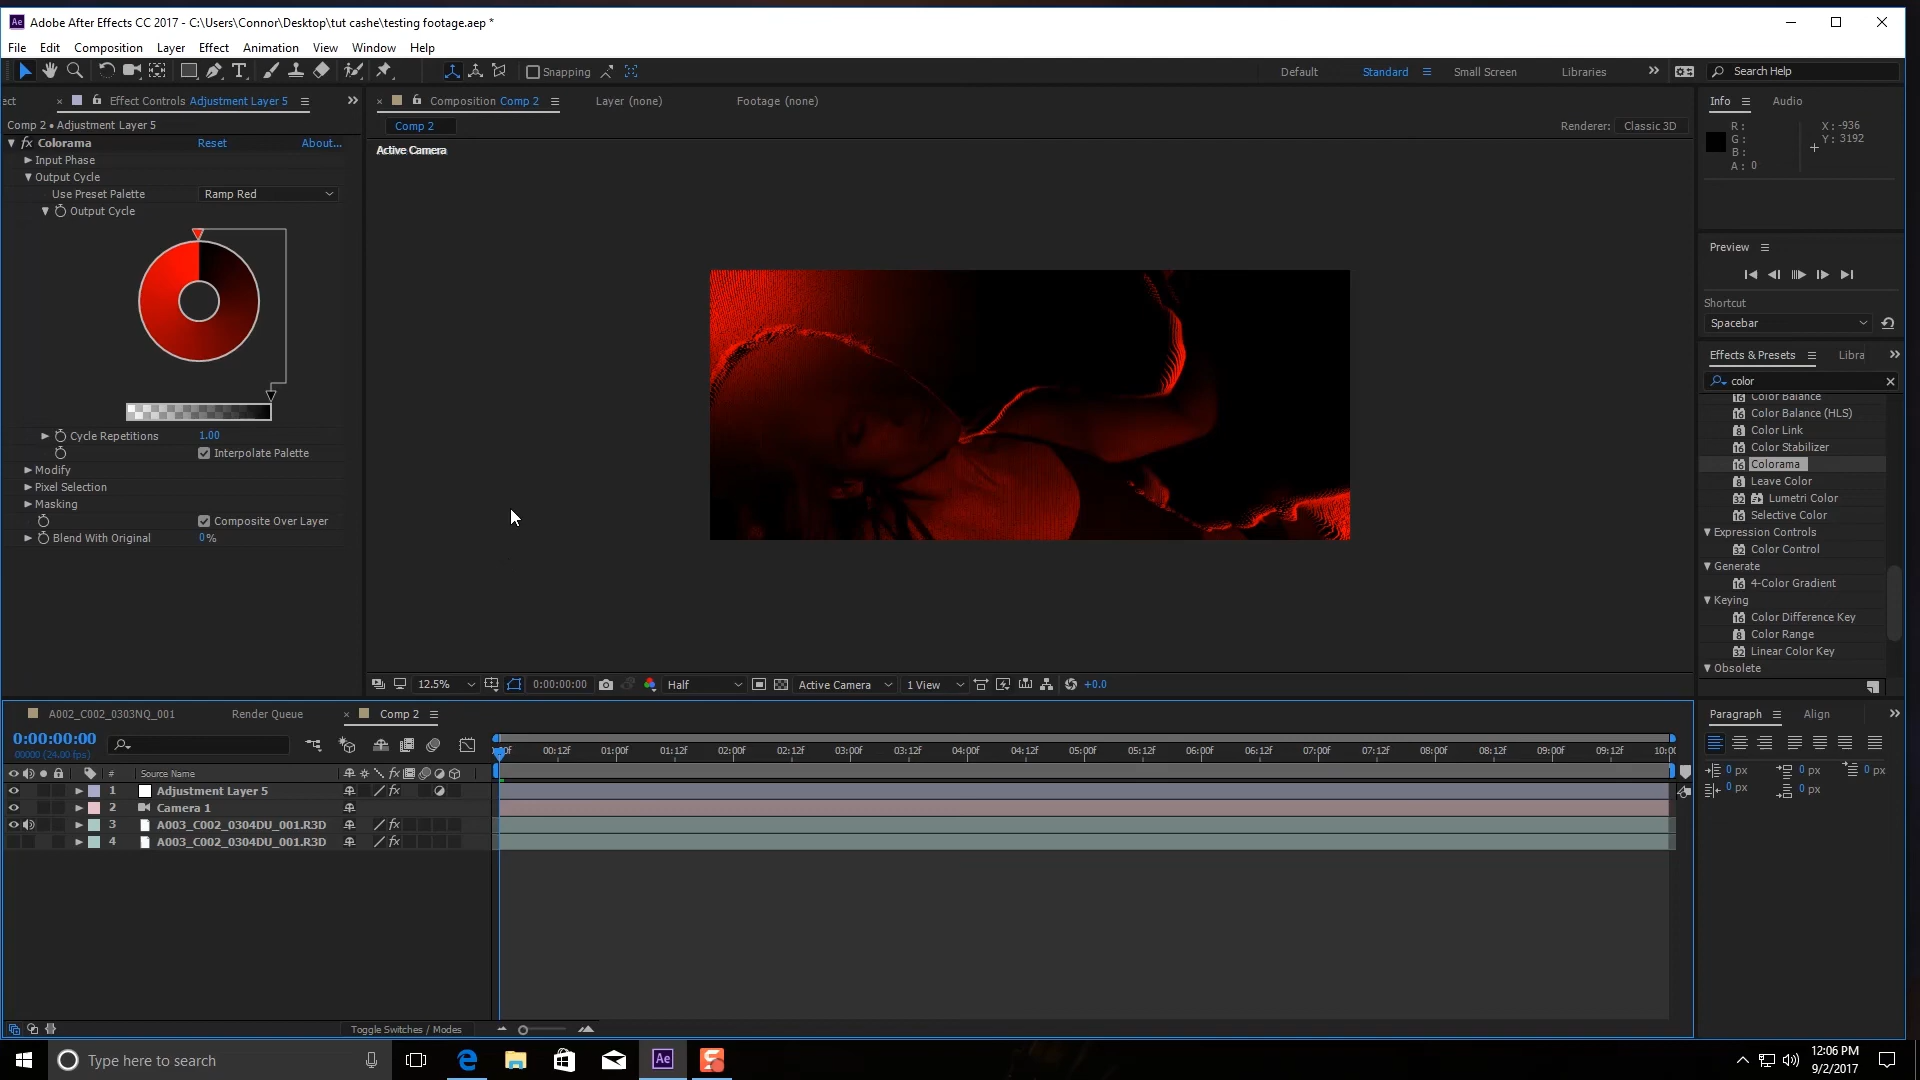 Adobe After Effects CC 2017 - C:\Users\Connor\Desktop\tut cashe\testing footage.aep *
File Edit Composition Layer Effect Animation View Window Help
Snapping
Default Standard Small Screen Libraries Search Help
ect Effect Controls Adjustment Layer 5
Composition Comp 2 Layer (none) Footage (none)
Info Audio
Comp 2 • Adjustment Layer 5
Comp 2
Renderer: Classic 3D
R: X: -936
G: Y: 3192
B:
A: 0
fx Colorama Reset About...
Active Camera
Input Phase
Output Cycle
Use Preset Palette Ramp Red
Output Cycle
Preview
Shortcut
Spacebar
Effects & Presets Libra
color
Color Balance
Color Balance (HLS)
Color Link
Color Stabilizer
Colorama
Leave Color
Lumetri Color
Selective Color
Expression Controls
Color Control
Generate
4-Color Gradient
Keying
Color Difference Key
Color Range
Linear Color Key
Obsolete
Cycle Repetitions 1.00
Interpolate Palette
Modify
Pixel Selection
Masking
Composite Over Layer
Blend With Original 0%
12.5% 0:00:00:00 Half Active Camera 1 View +0.0
A002_C002_0303NQ_001 Render Queue Comp 2
Paragraph Align
0:00:00:00
00000 (24.00 fps)
00:12f 01:00f 01:12f 02:00f 02:12f 03:00f 03:12f 04:00f 04:12f 05:00f 05:12f 06:00f 06:12f 07:00f 07:12f 08:00f 08:12f 09:00f 09:12f
# Source Name
1 Adjustment Layer 5
2 Camera 1
3 A003_C002_0304DU_001.R3D
4 A003_C002_0304DU_001.R3D
0 px 0 px 0 px
0 px 0 px
Toggle Switches / Modes
Type here to search
Ae
12:06 PM
9/2/2017